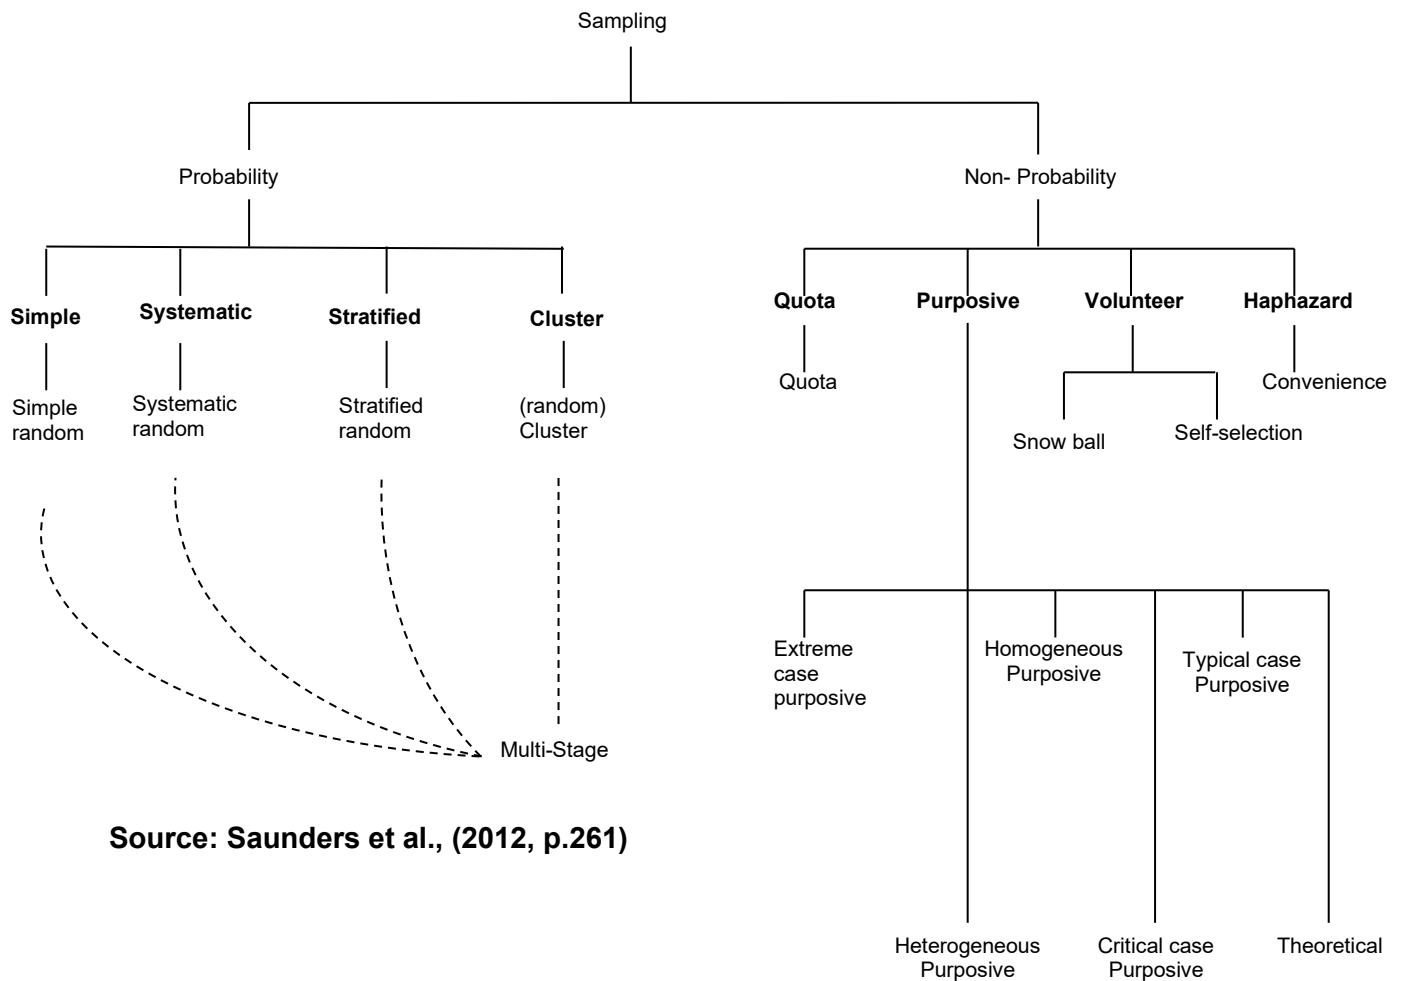 Sampling
Probability
Non- Probability
Simple
Systematic
Stratified
Cluster
Quota
Purposive
Volunteer
Haphazard
Simple
random
Systematic
random
Stratified
random
(random)
Cluster
Quota
Snow ball
Self-selection
Convenience
Extreme
case
purposive
Homogeneous
Purposive
Typical case
Purposive
Multi-Stage
Source: Saunders et al., (2012, p.261)
Heterogeneous
Purposive
Critical case
Purposive
Theoretical